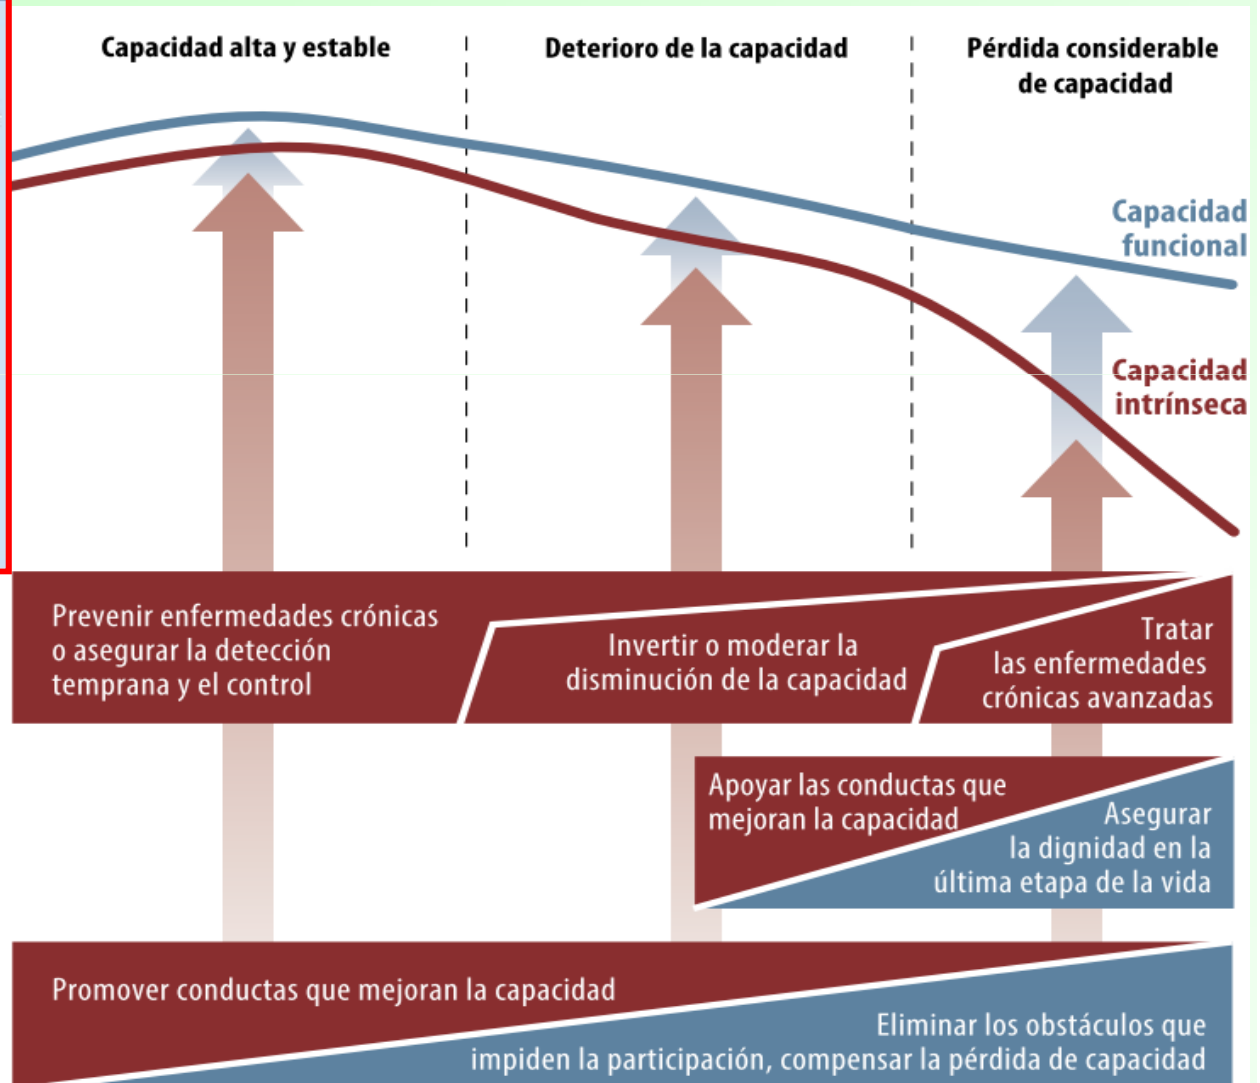 Capacidad alta y estable
Deterioro de la capacidad
Pérdida considerable
de capacidad
Capacidad
funcional
Capacidad
intrínseca
Prevenir enfermedades crónicas
o asegurar la detección
temprana y el control
Invertir o moderar la
disminución de la capacidad
Tratar
las enfermedades
crónicas avanzadas
Apoyar las conductas que
mejoran la capacidad
Asegurar
la dignidad en la
última etapa de la vida
Promover conductas que mejoran la capacidad
Eliminar los obstáculos que
impiden la participación, compensar la pérdida de capacidad